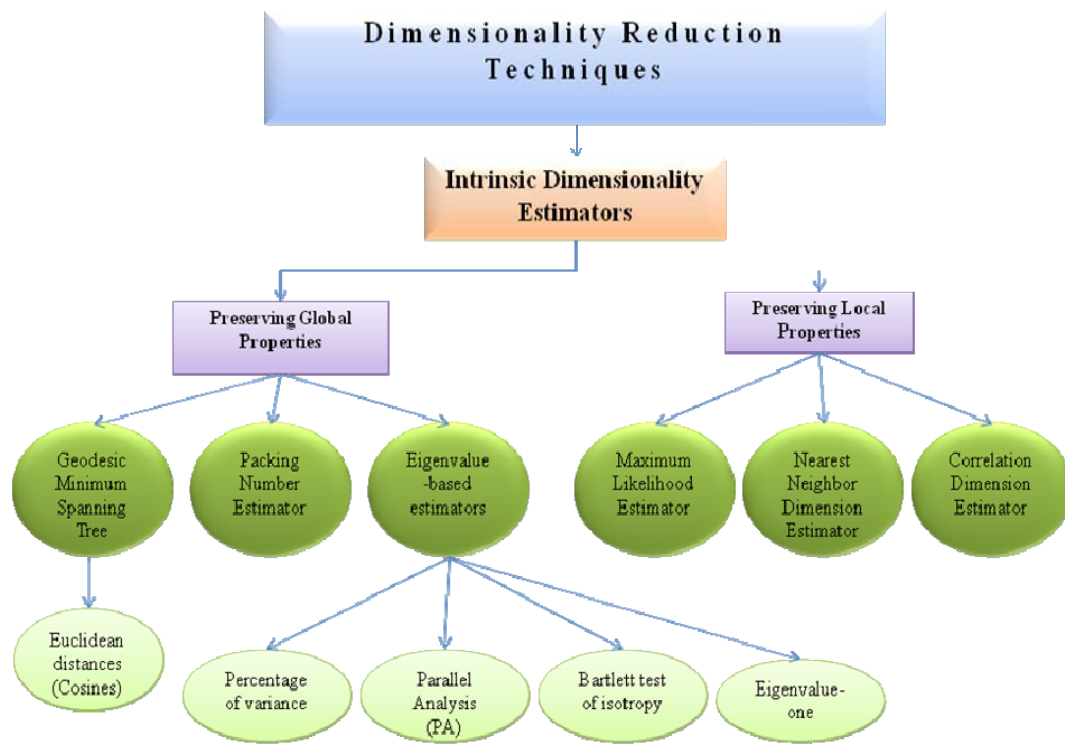 Dimensionality Reduction
Techniques
Intrinsic Dimensionality
Estimators
Preserving Global
Properties
Preserving Local
Properties
Geodesic
Minimum
Spanning
Tree
Packing
Number
Estimator
Eigenvalue
-based
estimators
Maximum
Likelihood
Estimator
Nearest
Neighbor
Dimension
Estimator
Correlation
Dimension
Estimator
Euclidean
distances
(Cosines)
Percentage
of variance
Parallel
Analysis
(PA)
Bartlett test
of isotropy
Eigenvalue-
one